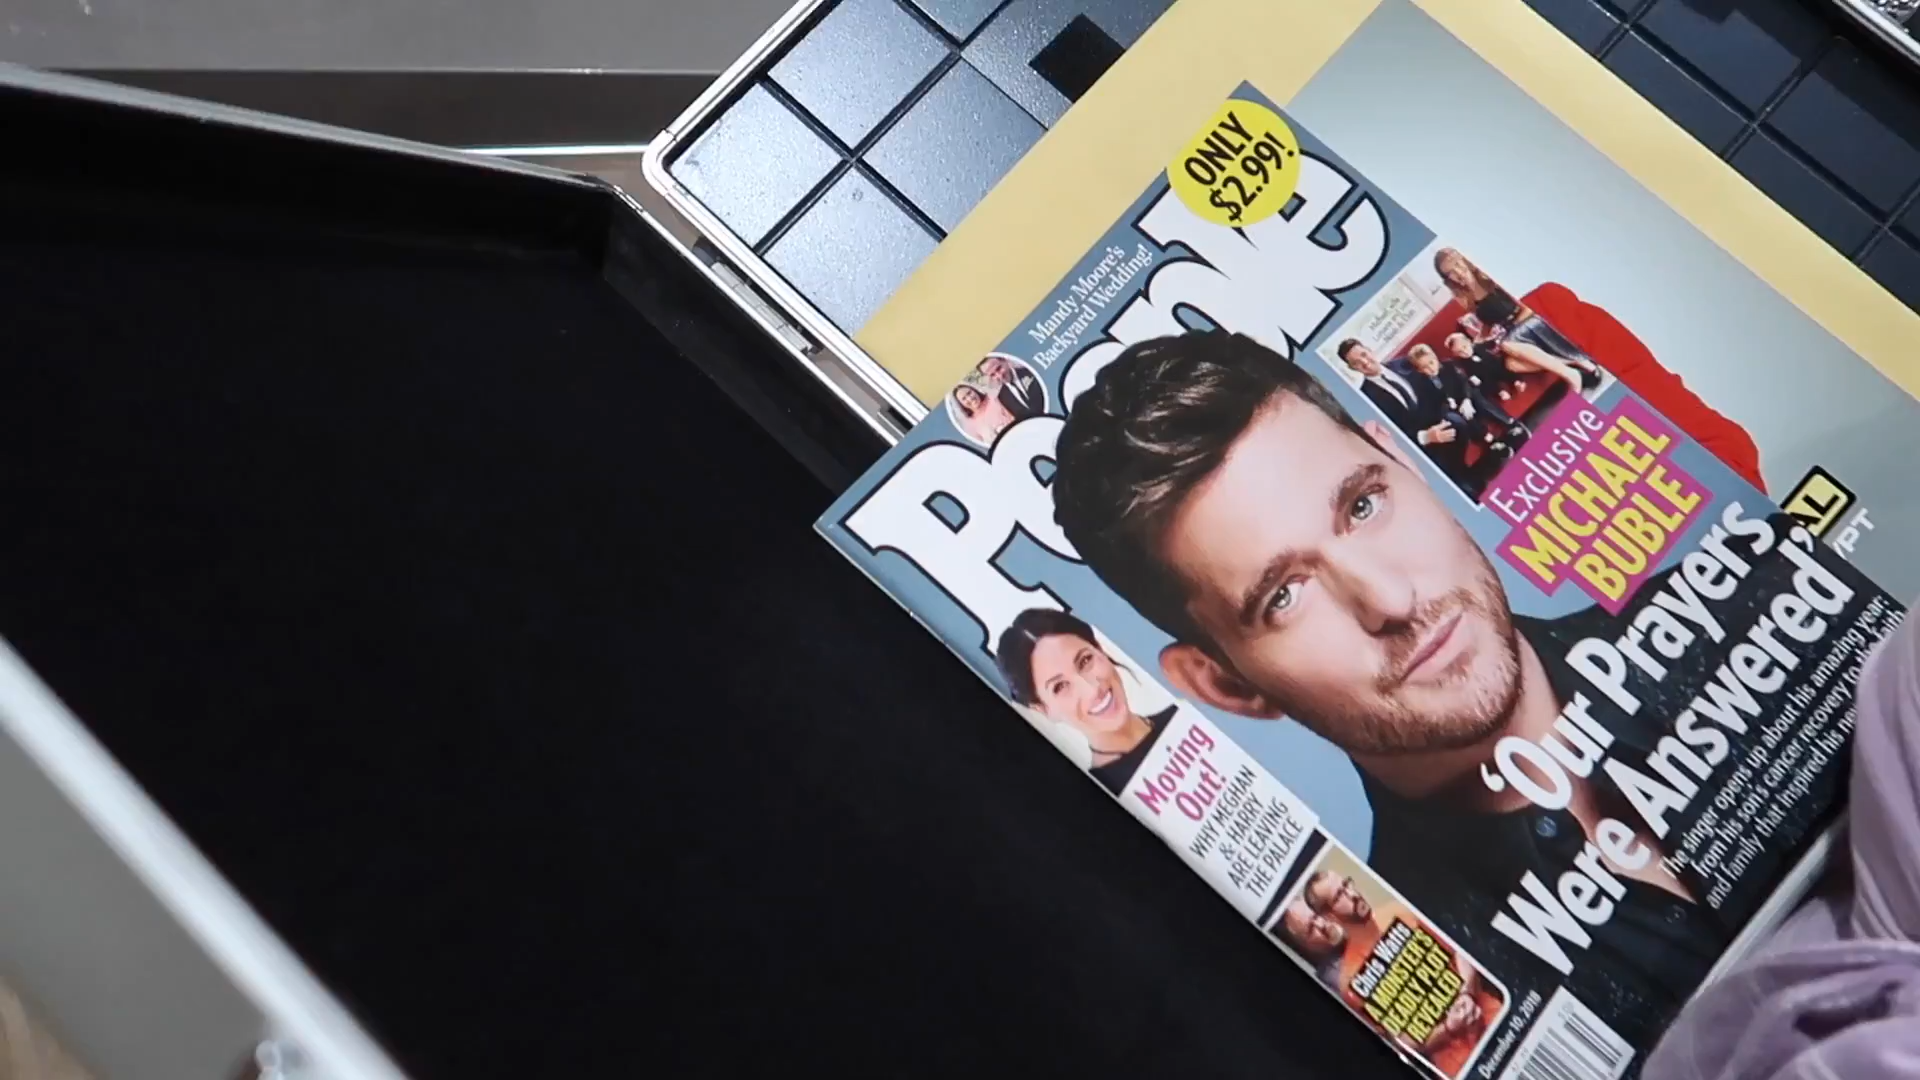 ONLY
$2.99!
People
Mandy Moore's
Backyard Wedding!
Exclusive
MICHAEL
BUBLÉ
'Our Prayers
Were Answered'
The singer opens up about his amazing year:
from his son's cancer recovery to the faith
and family that inspired his
Moving
Out!
WHY MEGHAN
& HARRY
ARE LEAVING
THE PALACE
Chris Watts
A MONSTER'S
DEADLY PLOT
REVEALED
December 10, 2018
AL